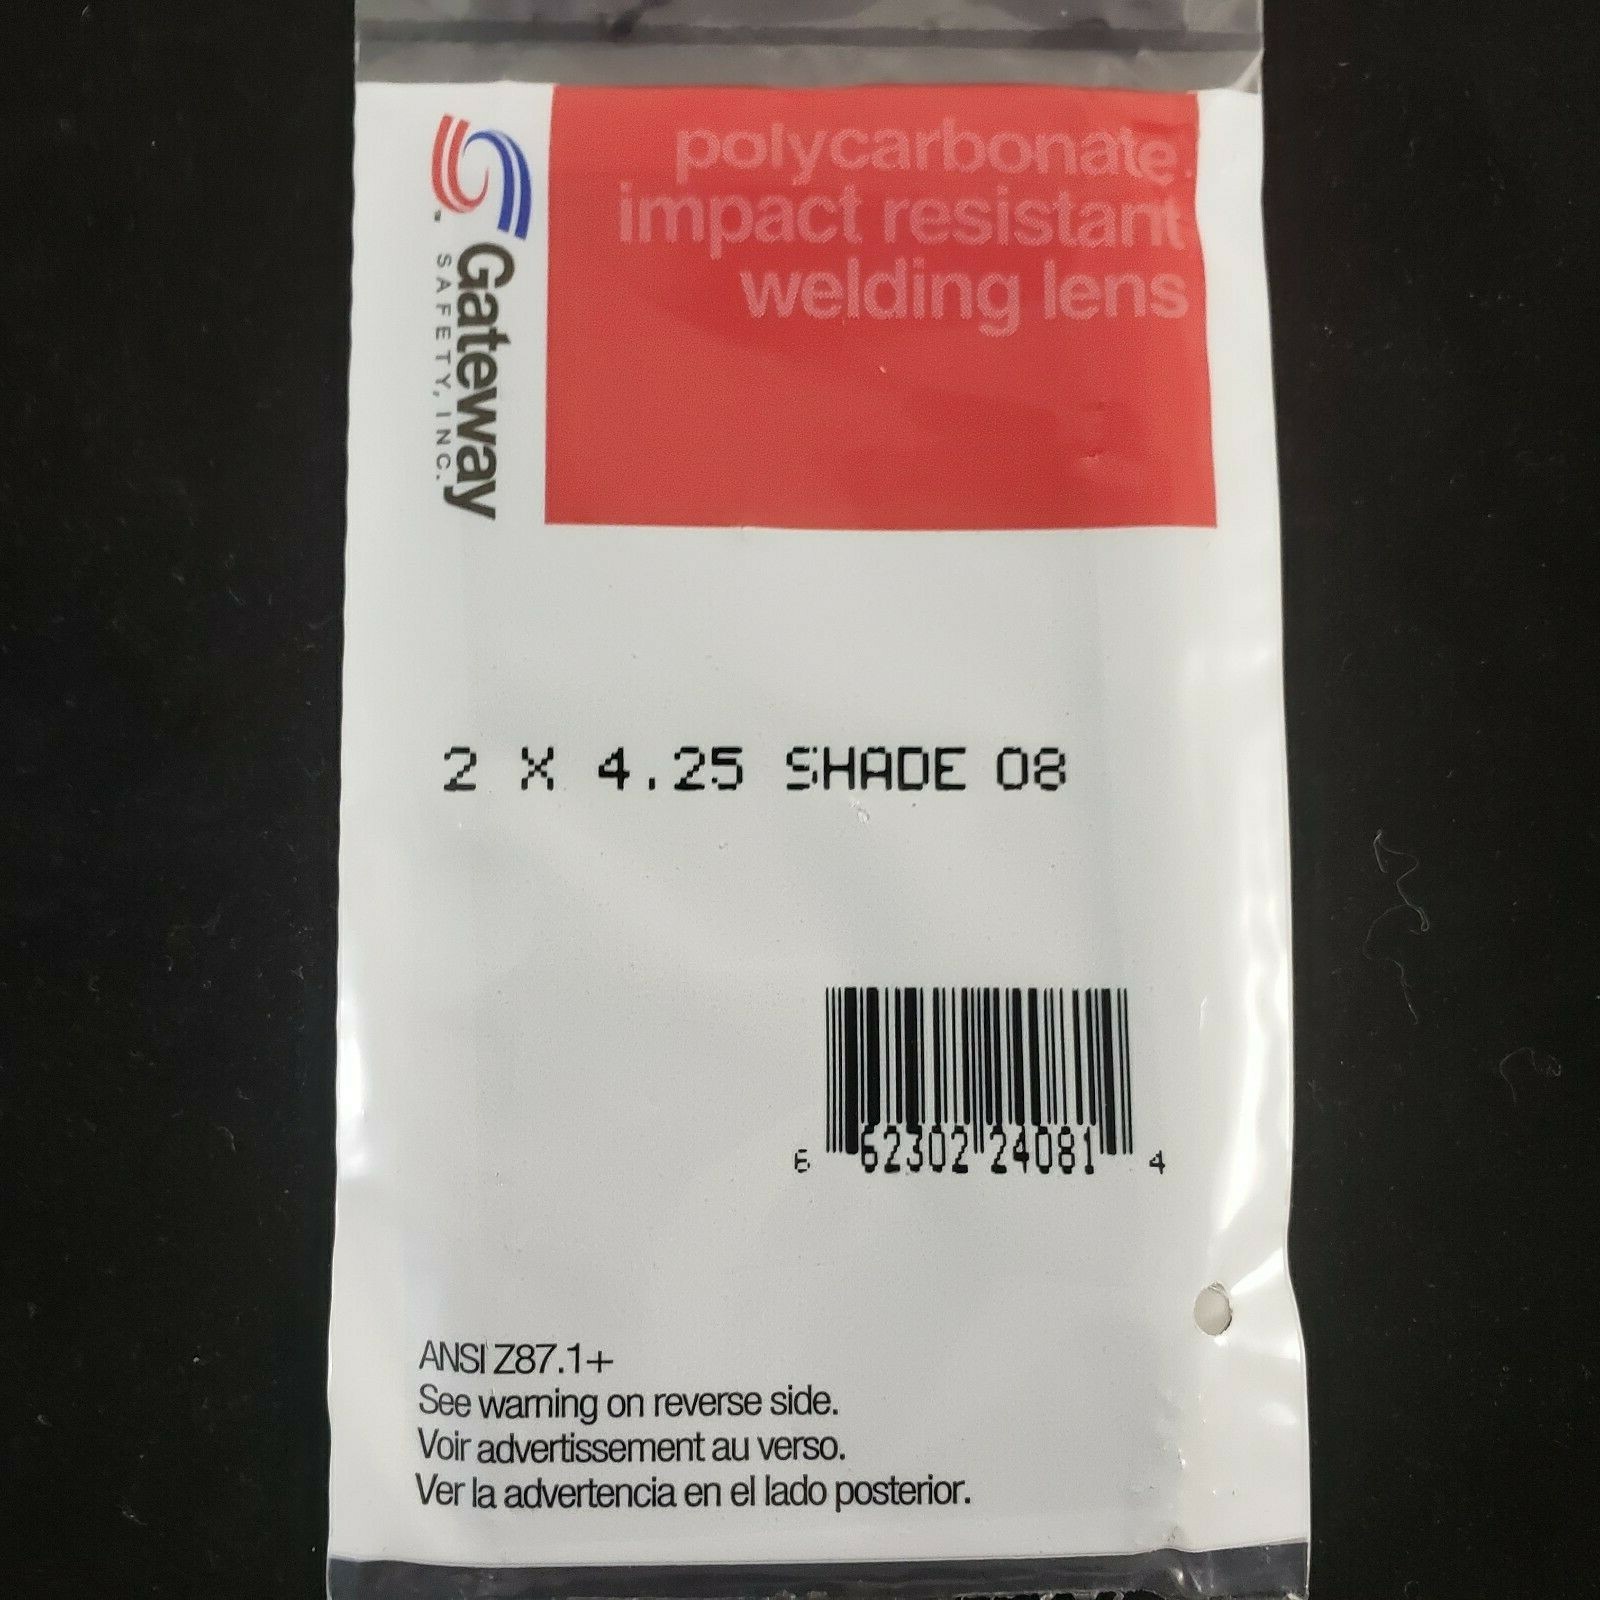 polycarbonate.
impact resistant
welding lens
Gateway
SAFETY, INC.
2 X 4.25 SHADE 08
6 62302 24081 4
ANSI Z87.1+
See warning on reverse side.
Voir advertissement au verso.
Ver la advertencia en el lado posterior.